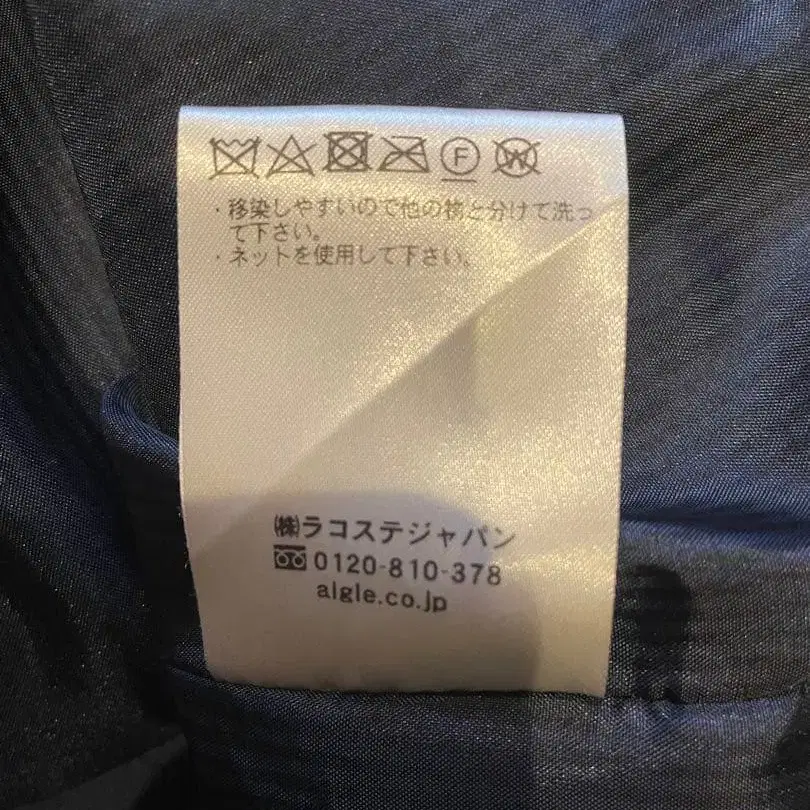 F W
・移染しやすいので他の物と分けて洗っ
て下さい。
・ネットを使用して下さい。
㈱ラコステジャパン
0120-810-378
aigle.co.jp